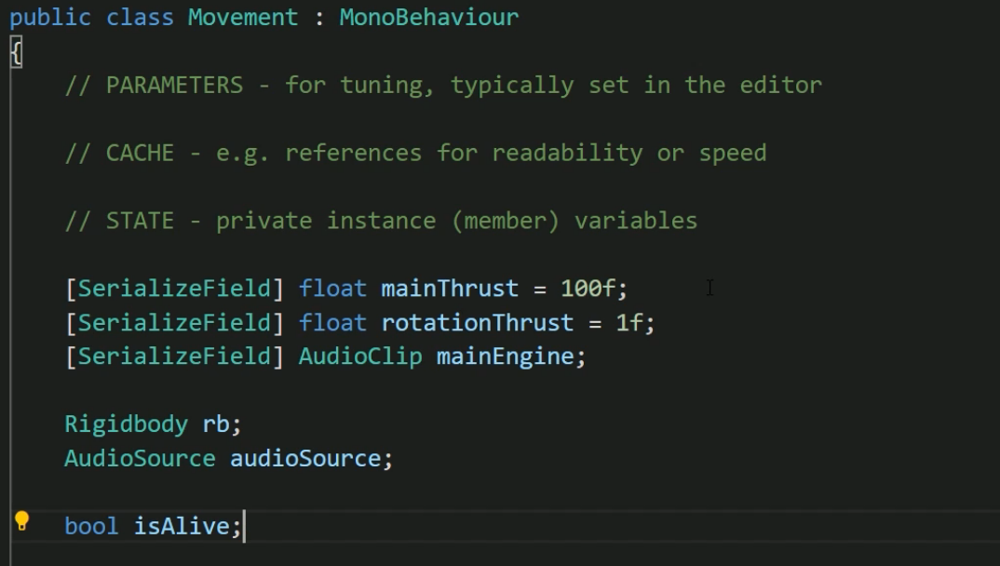 public class Movement : MonoBehaviour
{
// PARAMETERS - for tuning, typically set in the editor
// CACHE - e.g. references for readability or speed
// STATE - private instance (member) variables
[SerializeField] float mainThrust = 100f;
[SerializeField] float rotationThrust = 1f;
[SerializeField] AudioClip mainEngine;
Rigidbody rb;
AudioSource audioSource;
bool isAlive;